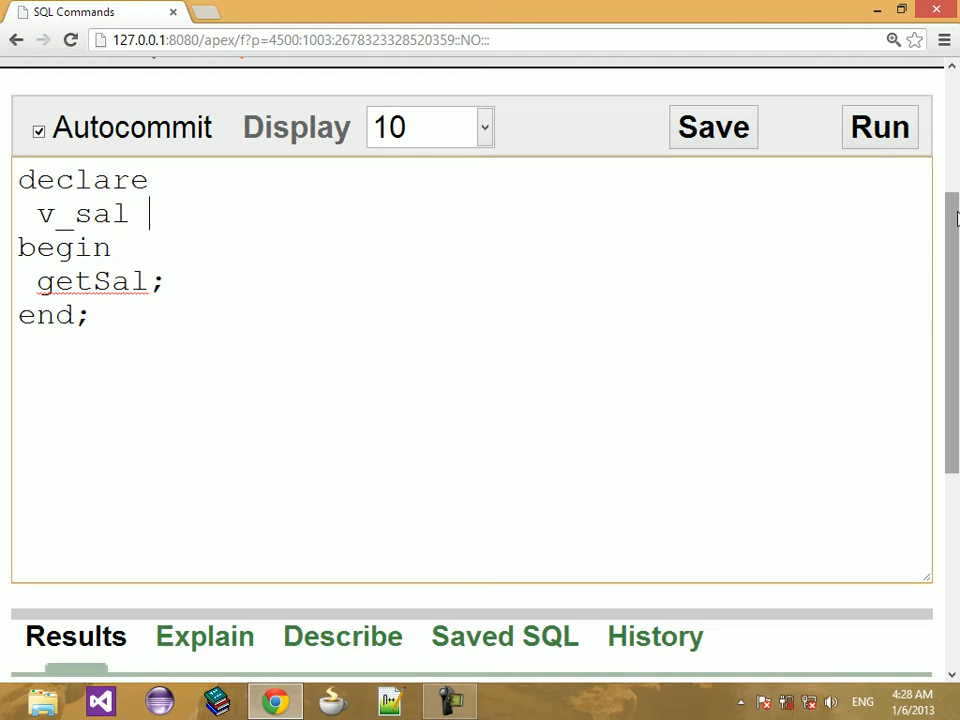 SQL Commands
127.0.0.1:8080/apex/f?p=4500:1003:2678323328520359::NO:::
Autocommit Display 10 Save Run
declare
v_sal
begin
getSal;
end;
Results Explain Describe Saved SQL History
ENG
4:28 AM
1/6/2013